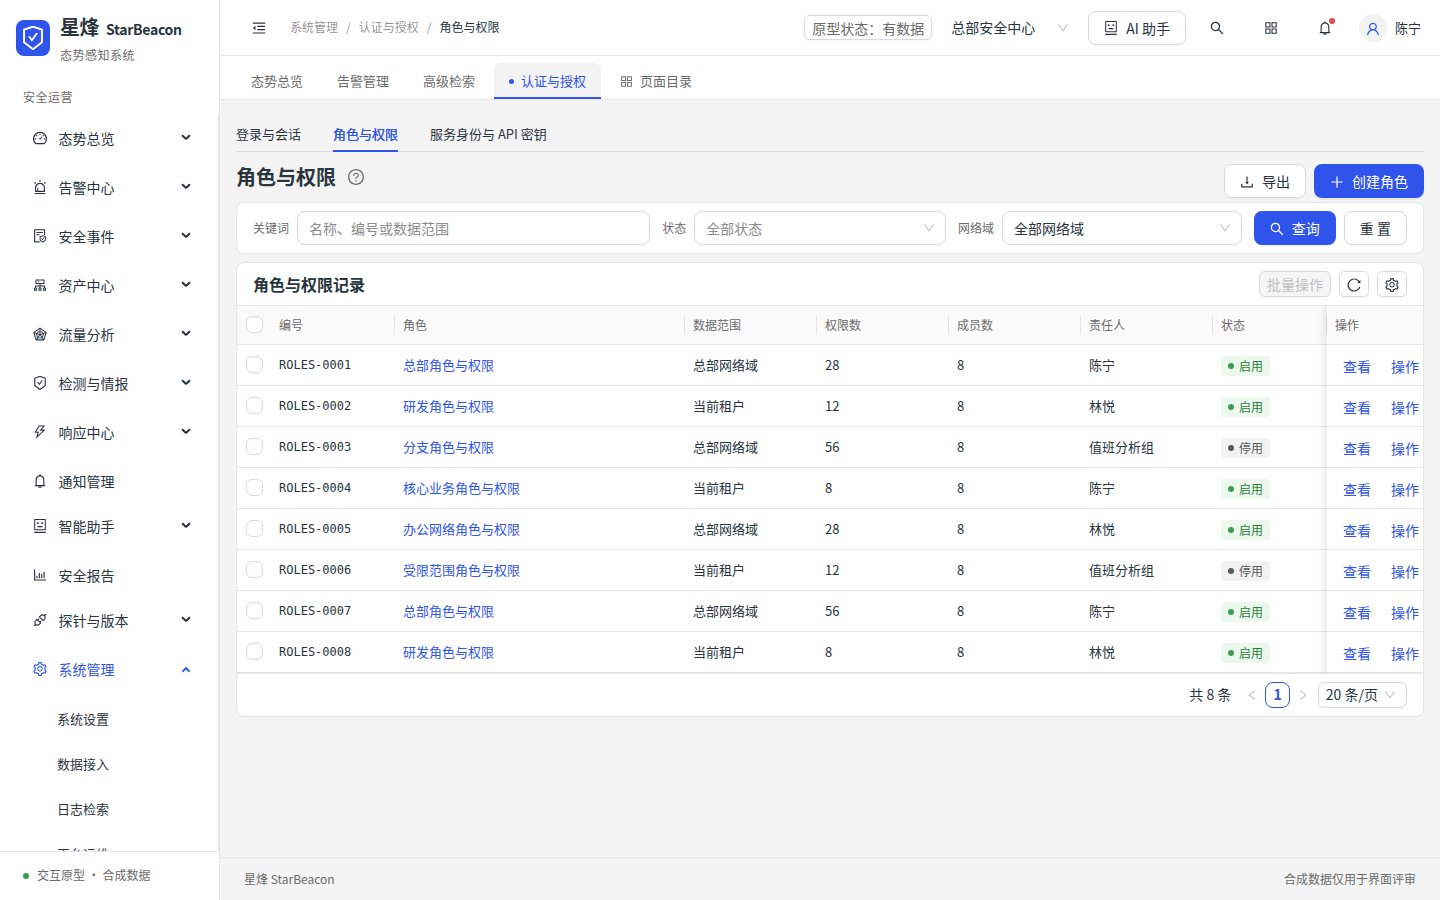 星烽 StarBeacon
态势感知系统
安全运营
态势总览
告警中心
安全事件
资产中心
流量分析
检测与情报
响应中心
通知管理
智能助手
安全报告
探针与版本
系统管理
系统设置
数据接入
日志检索
交互原型 · 合成数据
系统管理 / 认证与授权 / 角色与权限
原型状态：有数据
总部安全中心
AI 助手
陈宁
态势总览 告警管理 高级检索 认证与授权 页面目录
登录与会话 角色与权限 服务身份与 API 密钥
角色与权限
导出
创建角色
关键词 名称、编号或数据范围 状态 全部状态 网络域 全部网络域 查询 重 置
角色与权限记录
批量操作
编号 角色 数据范围 权限数 成员数 责任人 状态 操作
ROLES-0001 总部角色与权限 总部网络域 28 8 陈宁 启用 查看 操作
ROLES-0002 研发角色与权限 当前租户 12 8 林悦 启用 查看 操作
ROLES-0003 分支角色与权限 总部网络域 56 8 值班分析组 停用 查看 操作
ROLES-0004 核心业务角色与权限 当前租户 8 8 陈宁 启用 查看 操作
ROLES-0005 办公网络角色与权限 总部网络域 28 8 林悦 启用 查看 操作
ROLES-0006 受限范围角色与权限 当前租户 12 8 值班分析组 停用 查看 操作
ROLES-0007 总部角色与权限 总部网络域 56 8 陈宁 启用 查看 操作
ROLES-0008 研发角色与权限 当前租户 8 8 林悦 启用 查看 操作
共 8 条 1 20 条/页
星烽 StarBeacon
合成数据仅用于界面评审